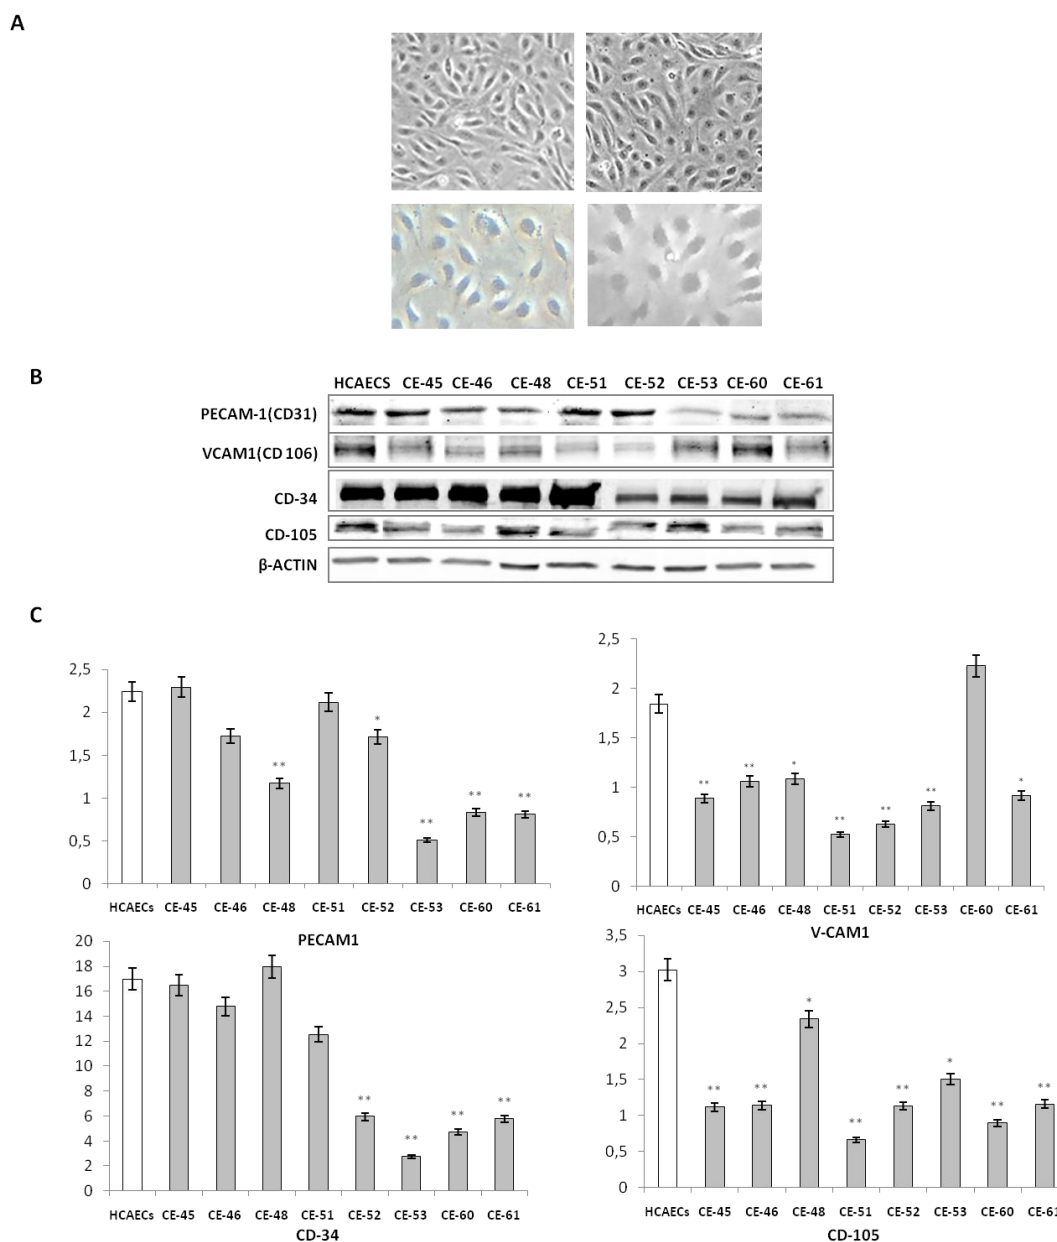 A
B
HCAECS CE-45 CE-46 CE-48 CE-51 CE-52 CE-53 CE-60 CE-61
PECAM-1(CD31)
VCAM1(CD 106)
CD-34
CD-105
β-ACTIN
C
2,5
2
1,5
1
0,5
0
** * ** ** **
HCAECs CE-45 CE-46 CE-48 CE-51 CE-52 CE-53 CE-60 CE-61
PECAM1
2,5
2
1,5
1
0,5
0
** ** * ** ** ** *
HCAECs CE-45 CE-46 CE-48 CE-51 CE-52 CE-53 CE-60 CE-61
V-CAM1
20
18
16
14
12
10
8
6
4
2
0
** ** ** **
HCAECs CE-45 CE-46 CE-48 CE-51 CE-52 CE-53 CE-60 CE-61
CD-34
3,5
3
2,5
2
1,5
1
0,5
0
** ** * ** ** * ** **
HCAECs CE-45 CE-46 CE-48 CE-51 CE-52 CE-53 CE-60 CE-61
CD-105